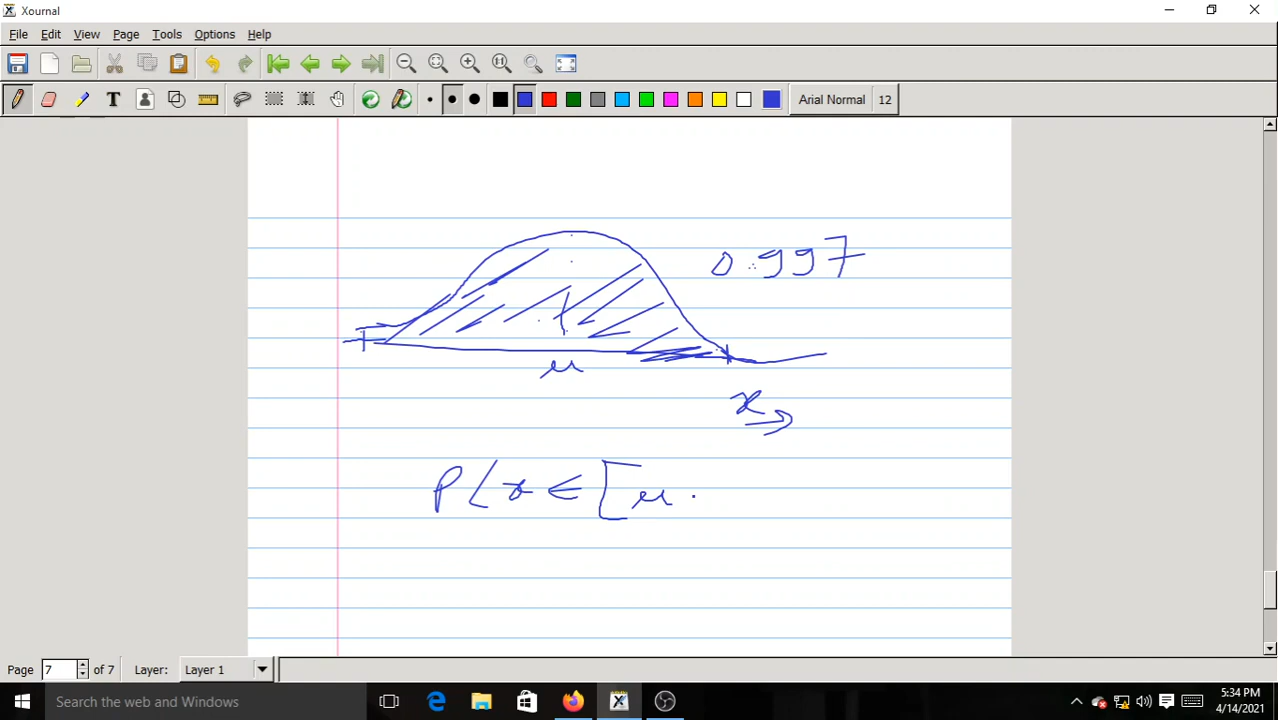 Xournal
File Edit View Page Tools Options Help
Arial Normal 12
0.997
μ
x
P(x ∈ [μ -
Page 7 of 7 Layer: Layer 1
Search the web and Windows
5:34 PM
4/14/2021